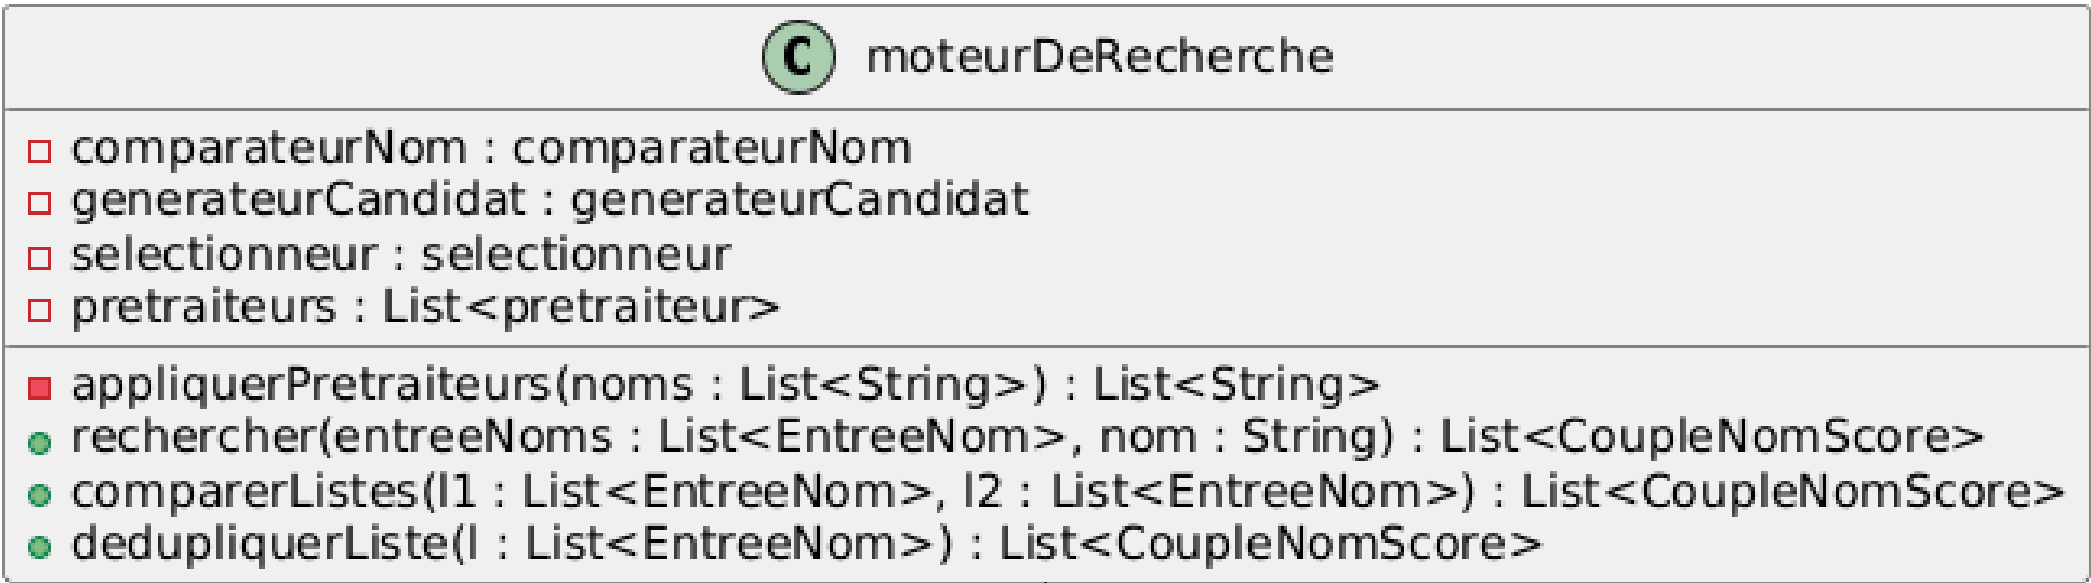 C moteurDeRecherche
comparateurNom : comparateurNom
generateurCandidat : generateurCandidat
selectionneur : selectionneur
pretraiteurs : List<pretraiteur>
appliquerPretraiteurs(noms : List<String>) : List<String>
rechercher(entreeNoms : List<EntreeNom>, nom : String) : List<CoupleNomScore>
comparerListes(l1 : List<EntreeNom>, l2 : List<EntreeNom>) : List<CoupleNomScore>
dedupliquerListe(l : List<EntreeNom>) : List<CoupleNomScore>